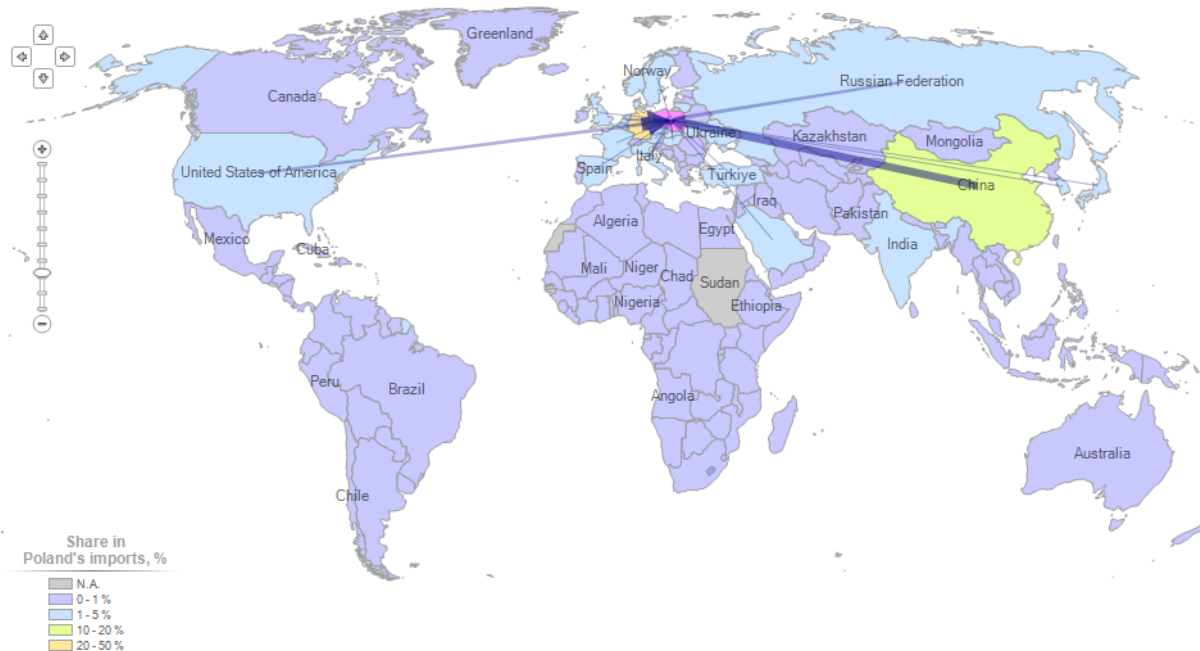 Greenland
Norway
Russian Federation
Canada
Ukraine
Kazakhstan
Mongolia
Italy
United States of America
Spain
Türkiye
China
Iraq
Pakistan
Algeria
Egypt
Mexico
Cuba
India
Mali
Niger
Chad
Sudan
Nigeria
Ethiopia
Peru
Brazil
Angola
Australia
Chile
Share in
Poland's imports, %
N.A.
0 - 1 %
1 - 5 %
10 - 20 %
20 - 50 %